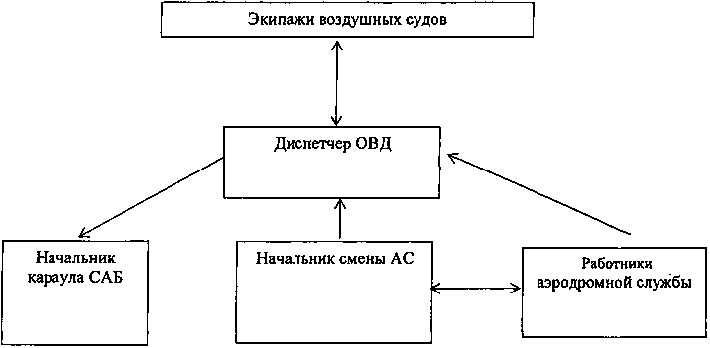 Экипажи воздушных судов
Диспетчер ОВД
Начальник
караула САБ
Начальник смены АС
Работники
аэродромной службы